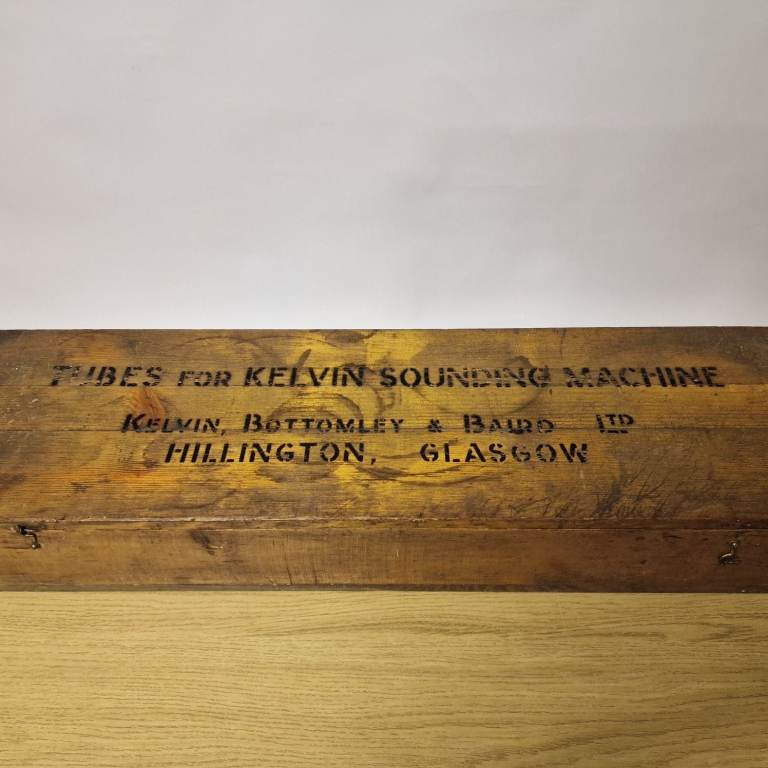 TUBES FOR KELVIN SOUNDING MACHINE
KELVIN, BOTTOMLEY & BAIRD LTD
HILLINGTON, GLASGOW